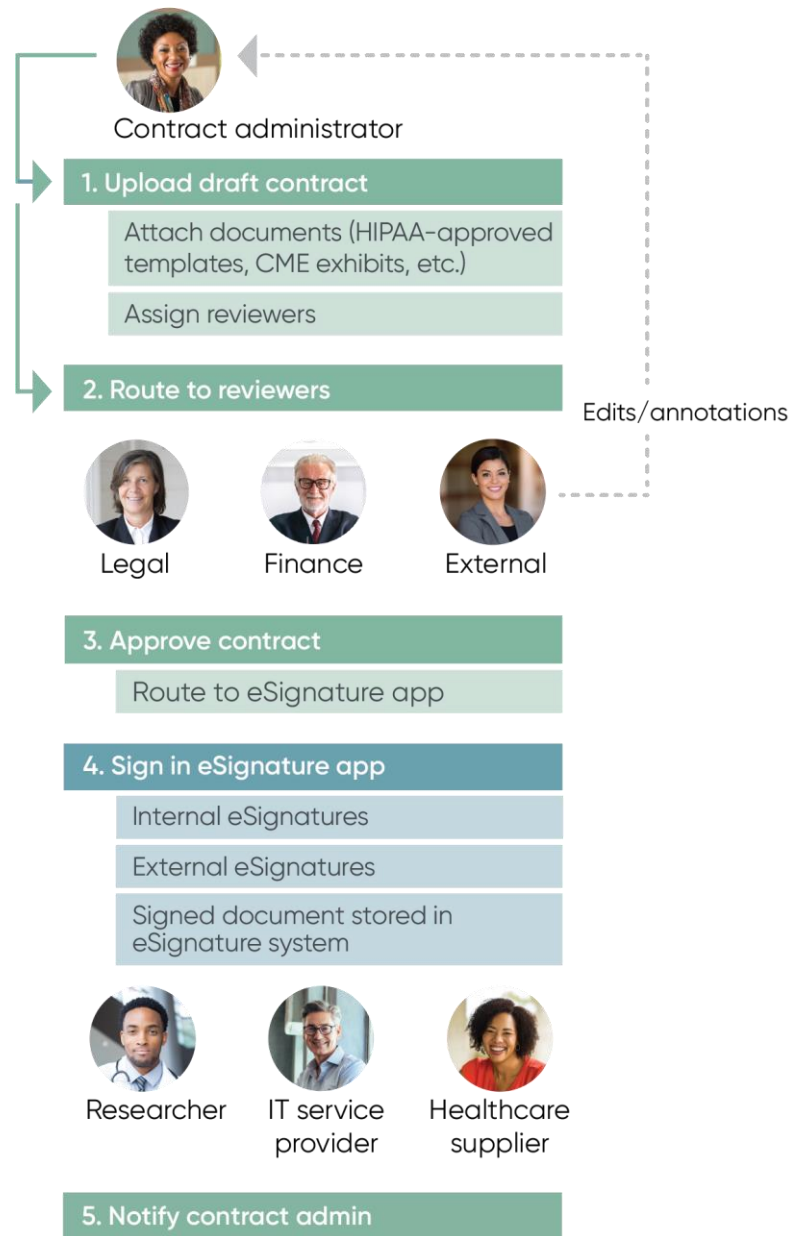 Contract administrator
1. Upload draft contract
Attach documents (HIPAA-approved
templates, CME exhibits, etc.)
Assign reviewers
2. Route to reviewers
Edits/annotations
Legal
Finance
External
3. Approve contract
Route to eSignature app
4. Sign in eSignature app
Internal eSignatures
External eSignatures
Signed document stored in
eSignature system
Researcher
IT service
provider
Healthcare
supplier
5. Notify contract admin